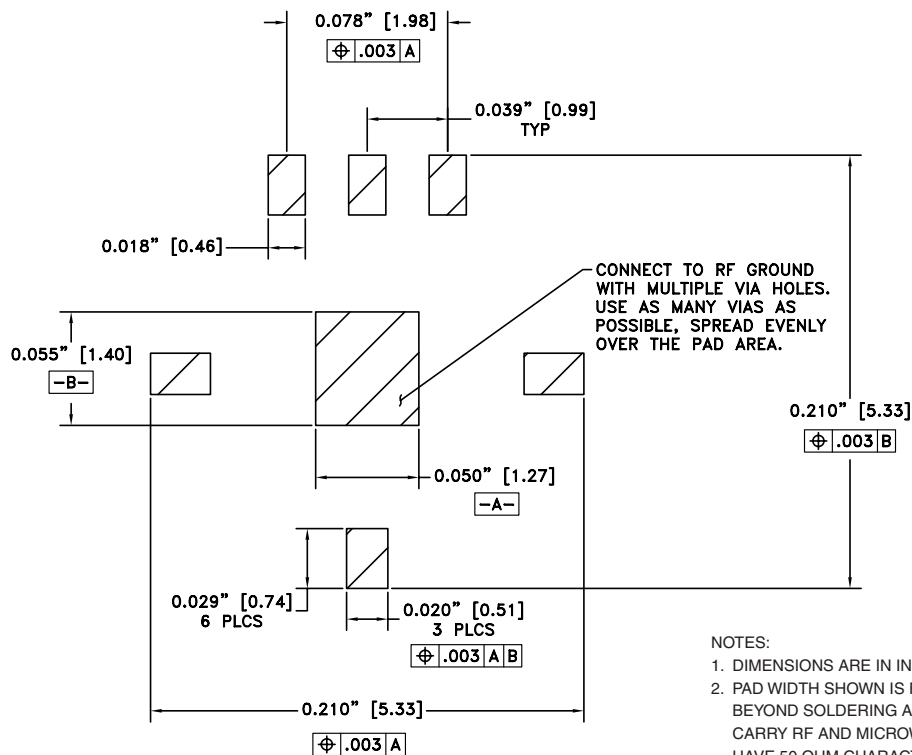 0.078” [1.98]
⌖ .003 A
0.039” [0.99]
TYP
0.018” [0.46]
CONNECT TO RF GROUND
WITH MULTIPLE VIA HOLES.
USE AS MANY VIAS AS
POSSIBLE, SPREAD EVENLY
OVER THE PAD AREA.
0.055” [1.40]
-B-
0.210” [5.33]
⌖ .003 B
0.050” [1.27]
-A-
0.029” [0.74]
6 PLCS
0.020” [0.51]
3 PLCS
⌖ .003 A B
0.210” [5.33]
⌖ .003 A
NOTES:
1. DIMENSIONS ARE IN
2. PAD WIDTH SHOWN IS
BEYOND SOLDERING
CARRY RF AND